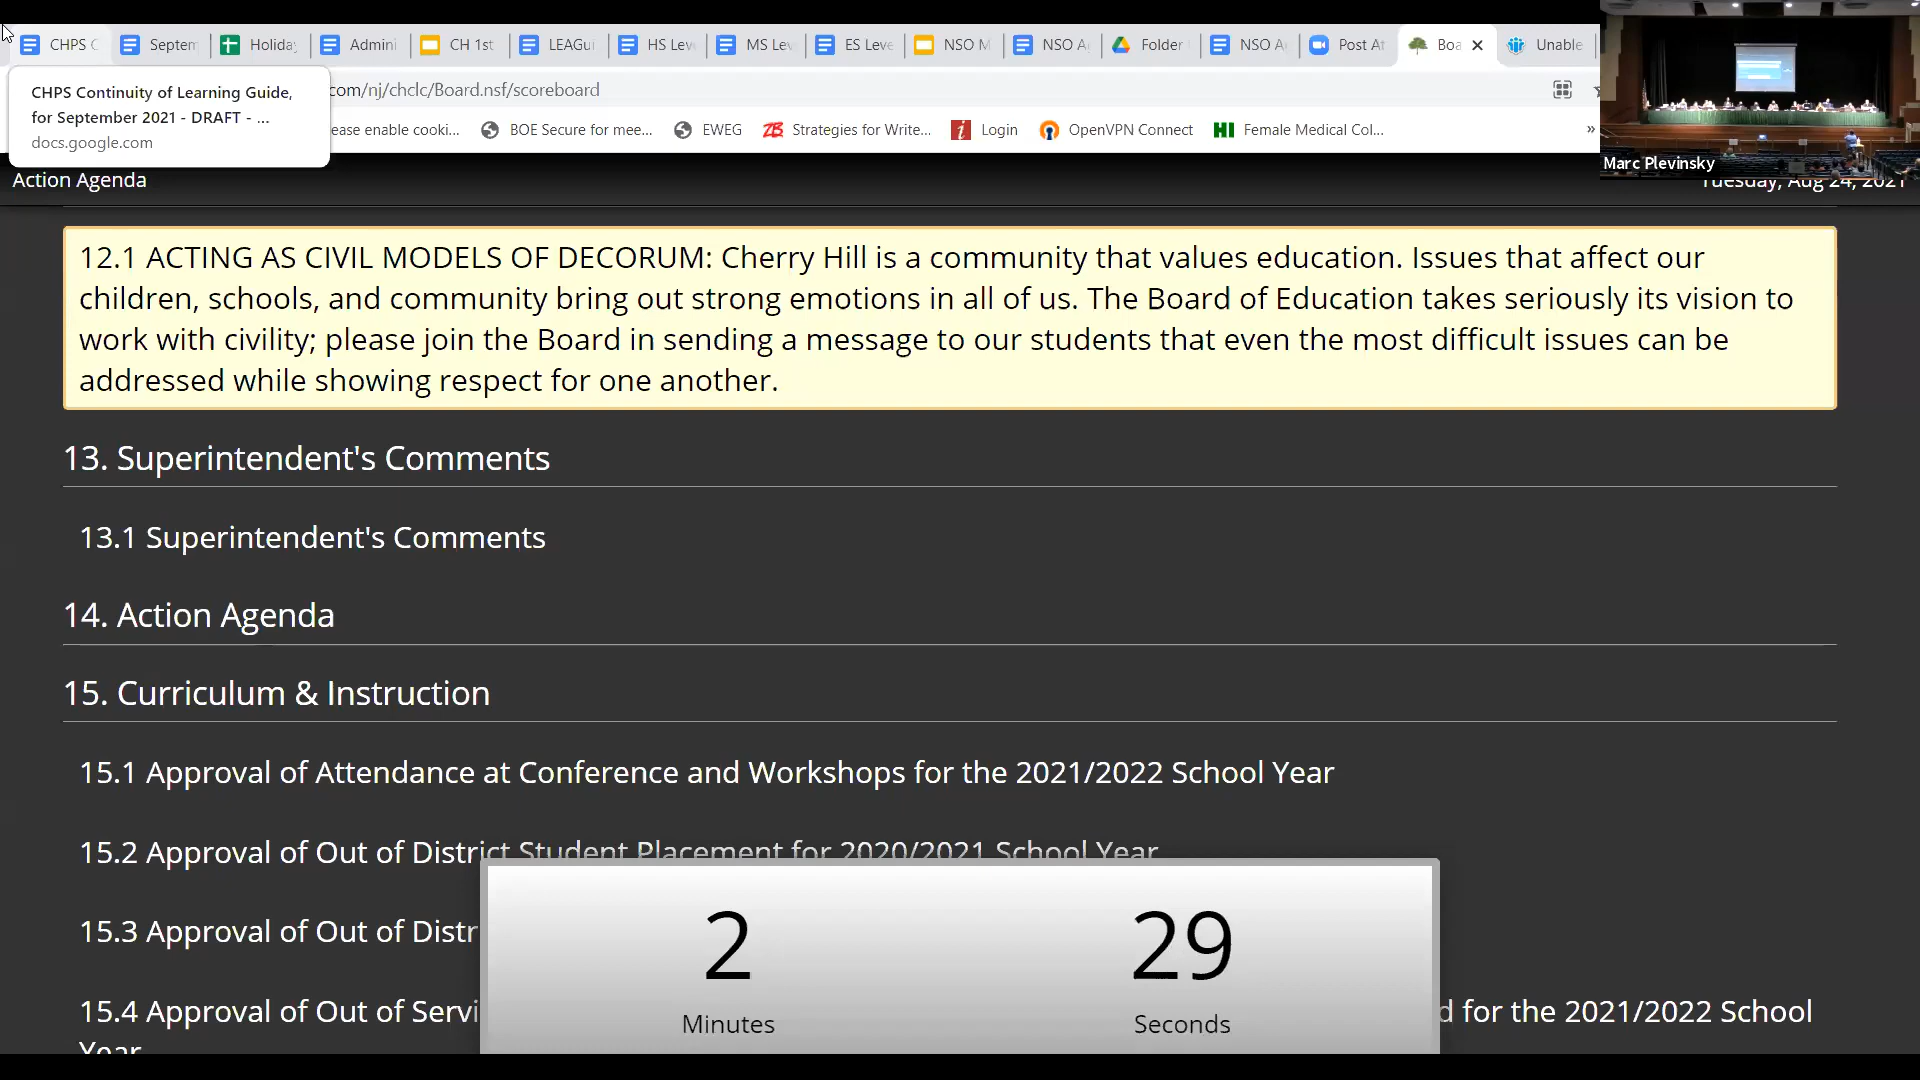 CHPS C
Septem
Holiday
Admini
CH 1st
LEAGui
HS Leve
MS Lev
ES Leve
NSO M
NSO A
Folder
NSO A
Post At
Boa
Unable
CHPS Continuity of Learning Guide,
for September 2021 - DRAFT - ...
docs.google.com
com/nj/chclc/Board.nsf/scoreboard
ease enable cooki...
BOE Secure for mee...
EWEG
Strategies for Write...
Login
OpenVPN Connect
Female Medical Col...
»
Marc Plevinsky
Action Agenda
Tuesday, Aug 24, 2021
12.1 ACTING AS CIVIL MODELS OF DECORUM: Cherry Hill is a community that values education. Issues that affect our
children, schools, and community bring out strong emotions in all of us. The Board of Education takes seriously its vision to
work with civility; please join the Board in sending a message to our students that even the most difficult issues can be
addressed while showing respect for one another.
13. Superintendent's Comments
13.1 Superintendent's Comments
14. Action Agenda
15. Curriculum & Instruction
15.1 Approval of Attendance at Conference and Workshops for the 2021/2022 School Year
15.2 Approval of Out of District Student Placement for 2020/2021 School Year
15.3 Approval of Out of Distr
15.4 Approval of Out of Servi
d for the 2021/2022 School
Year
2
29
Minutes
Seconds